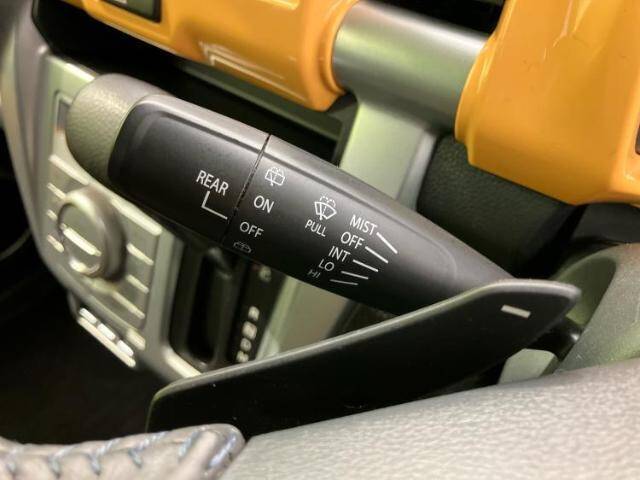 REAR
ON
OFF
PULL
MIST
OFF
INT
LO
HI